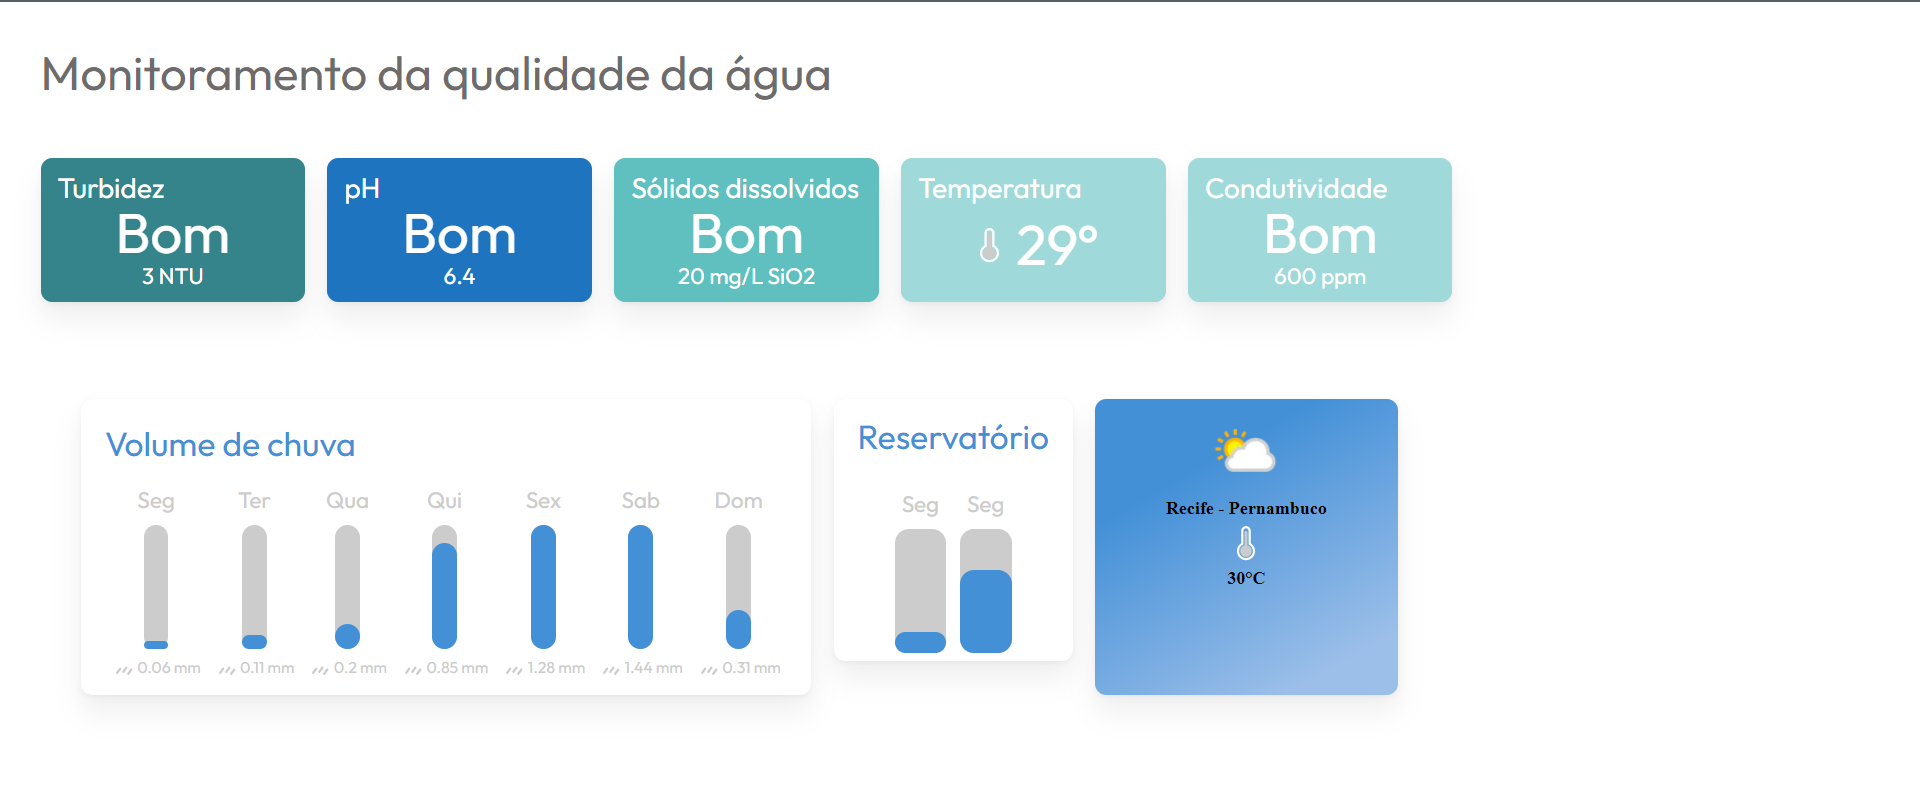 Monitoramento da qualidade da água
Turbidez
Bom
3 NTU
pH
Bom
6.4
Sólidos dissolvidos
Bom
20 mg/L SiO2
Temperatura
29°
Condutividade
Bom
600 ppm
Volume de chuva
Seg Ter Qua Qui Sex Sab Dom
0.06 mm 0.11 mm 0.2 mm 0.85 mm 1.28 mm 1.44 mm 0.31 mm
Reservatório
Seg Seg
Recife - Pernambuco
30°C